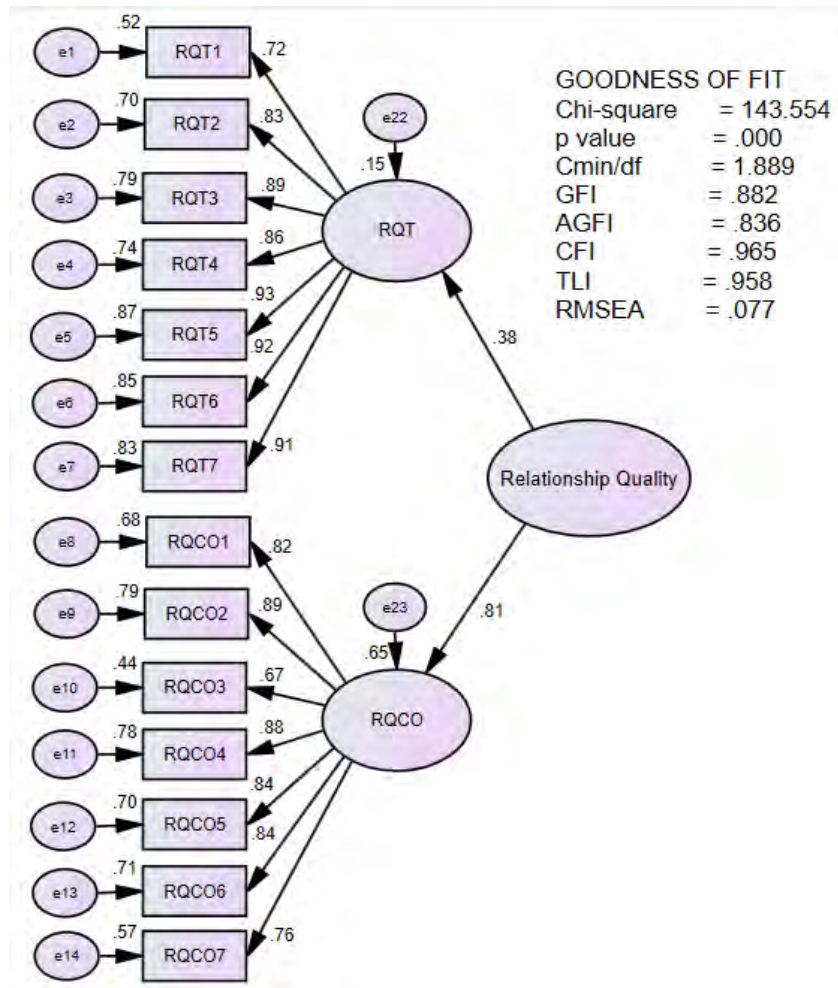 GOODNESS OF FIT
Chi-square = 143.554
p value = .000
Cmin/df = 1.889
GFI = .882
AGFI = .836
CFI = .965
TLI = .958
RMSEA = .077
e1 .52 RQT1 .72
e2 .70 RQT2 .83
e3 .79 RQT3 .89
e4 .74 RQT4 .86
e5 .87 RQT5 .93
e6 .85 RQT6 .92
e7 .83 RQT7 .91
e22
.15
RQT
.38
Relationship Quality
.81
e8 .68 RQCO1 .82
e9 .79 RQCO2 .89
e10 .44 RQCO3 .67
e11 .78 RQCO4 .88
e12 .70 RQCO5 .84
e13 .71 RQCO6 .84
e14 .57 RQCO7 .76
e23
.65
RQCO